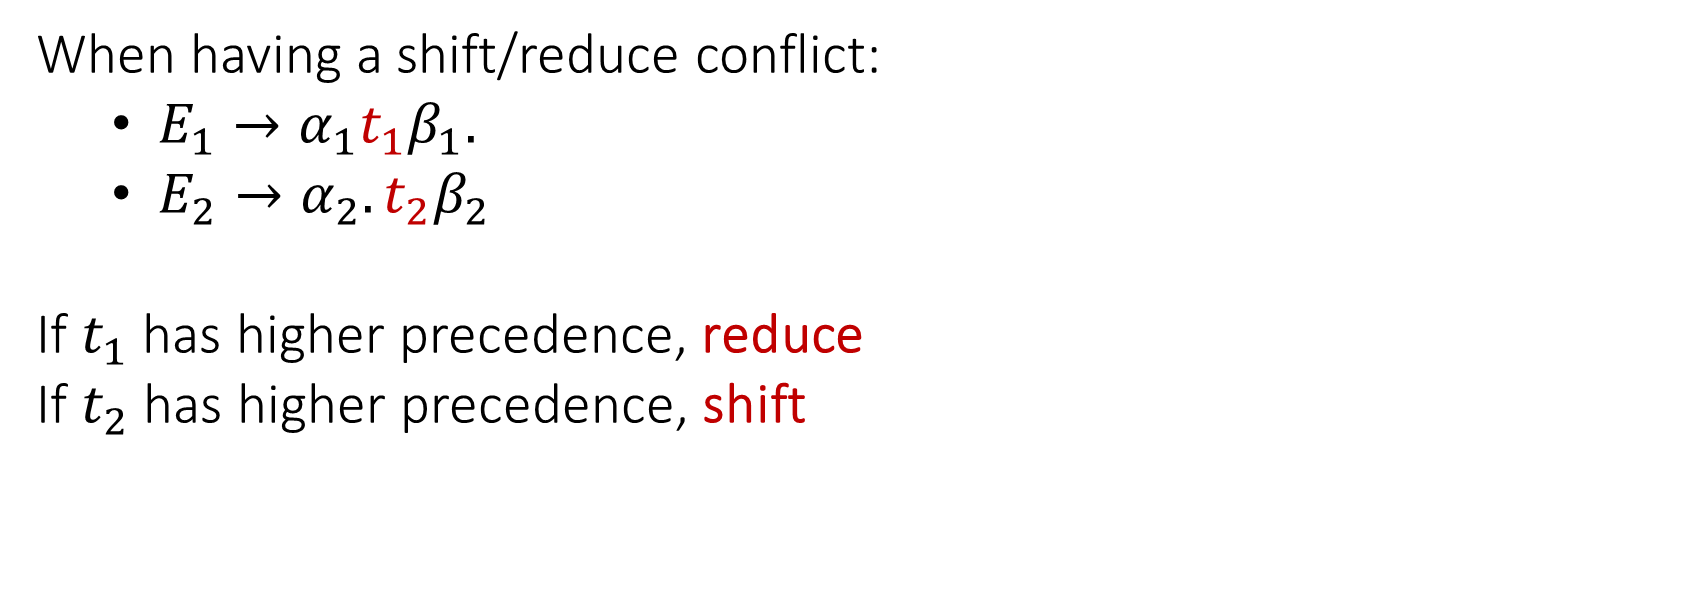 When having a shift/reduce conflict:
• E₁ → α₁t₁β₁.
• E₂ → α₂.t₂β₂
If t₁ has higher precedence, reduce
If t₂ has higher precedence, shift